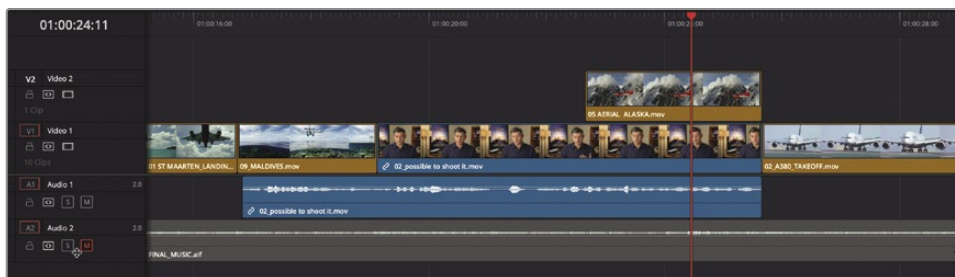 01:00:24:11
01:00:16:00
01:00:20:00
01:00:28:00
V2 Video 2
1 Clip
05 AERIAL ALASKA.mov
V1 Video 1
10 Clips
01 ST MAARTEN_LANDIN...
09_MALDIVES.mov
02_possible to shoot it.mov
02_A380_TAKEOFF.mov
A1 Audio 1 2.0
S M
02_possible to shoot it.mov
A2 Audio 2 2.0
S M
FINAL_MUSIC.aif